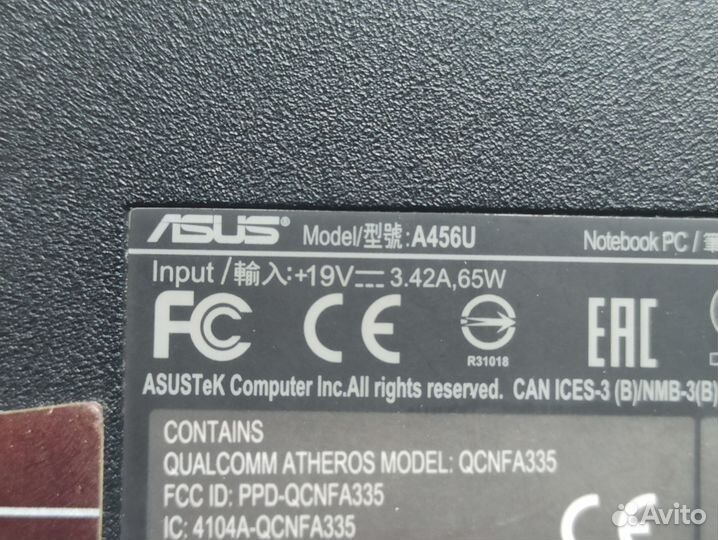 ASUS® Model/型號:A456U Notebook PC / 筆
Input /輸入:+19V⎓ 3.42A,65W
FC CE EAC
R31018
ASUSTeK Computer Inc.All rights reserved. CAN ICES-3 (B)/NMB-3(B)
CONTAINS
QUALCOMM ATHEROS MODEL: QCNFA335
FCC ID: PPD-QCNFA335
IC: 4104A-QCNFA335
CE
Avito